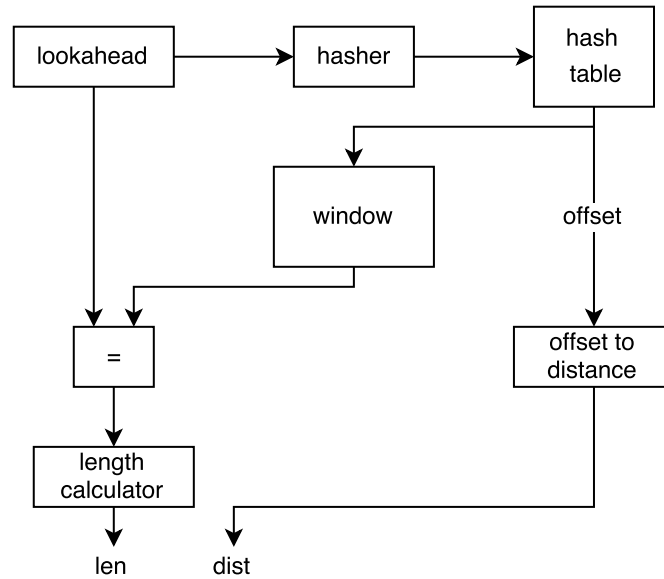 lookahead
hasher
hash
table
window
offset
=
offset to
distance
length
calculator
len
dist